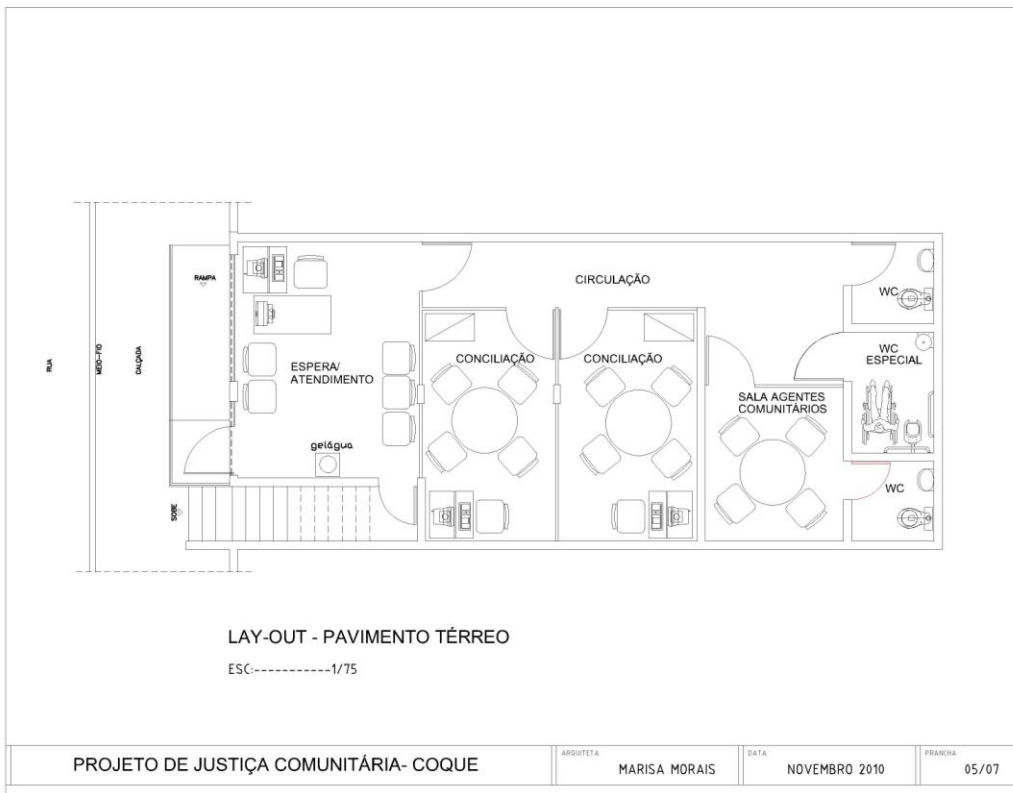 RUA
MEIO-FIO
CALÇADA
RAMPA
SOBE
ESPERA/
ATENDIMENTO
gelágua
CIRCULAÇÃO
CONCILIAÇÃO
CONCILIAÇÃO
SALA AGENTES
COMUNITÁRIOS
WC
WC
ESPECIAL
WC
LAY-OUT - PAVIMENTO TÉRREO
ESC:-----------1/75
PROJETO DE JUSTIÇA COMUNITÁRIA- COQUE
ARQUITETA
MARISA MORAIS
DATA
NOVEMBRO 2010
PRANCHA
05/07